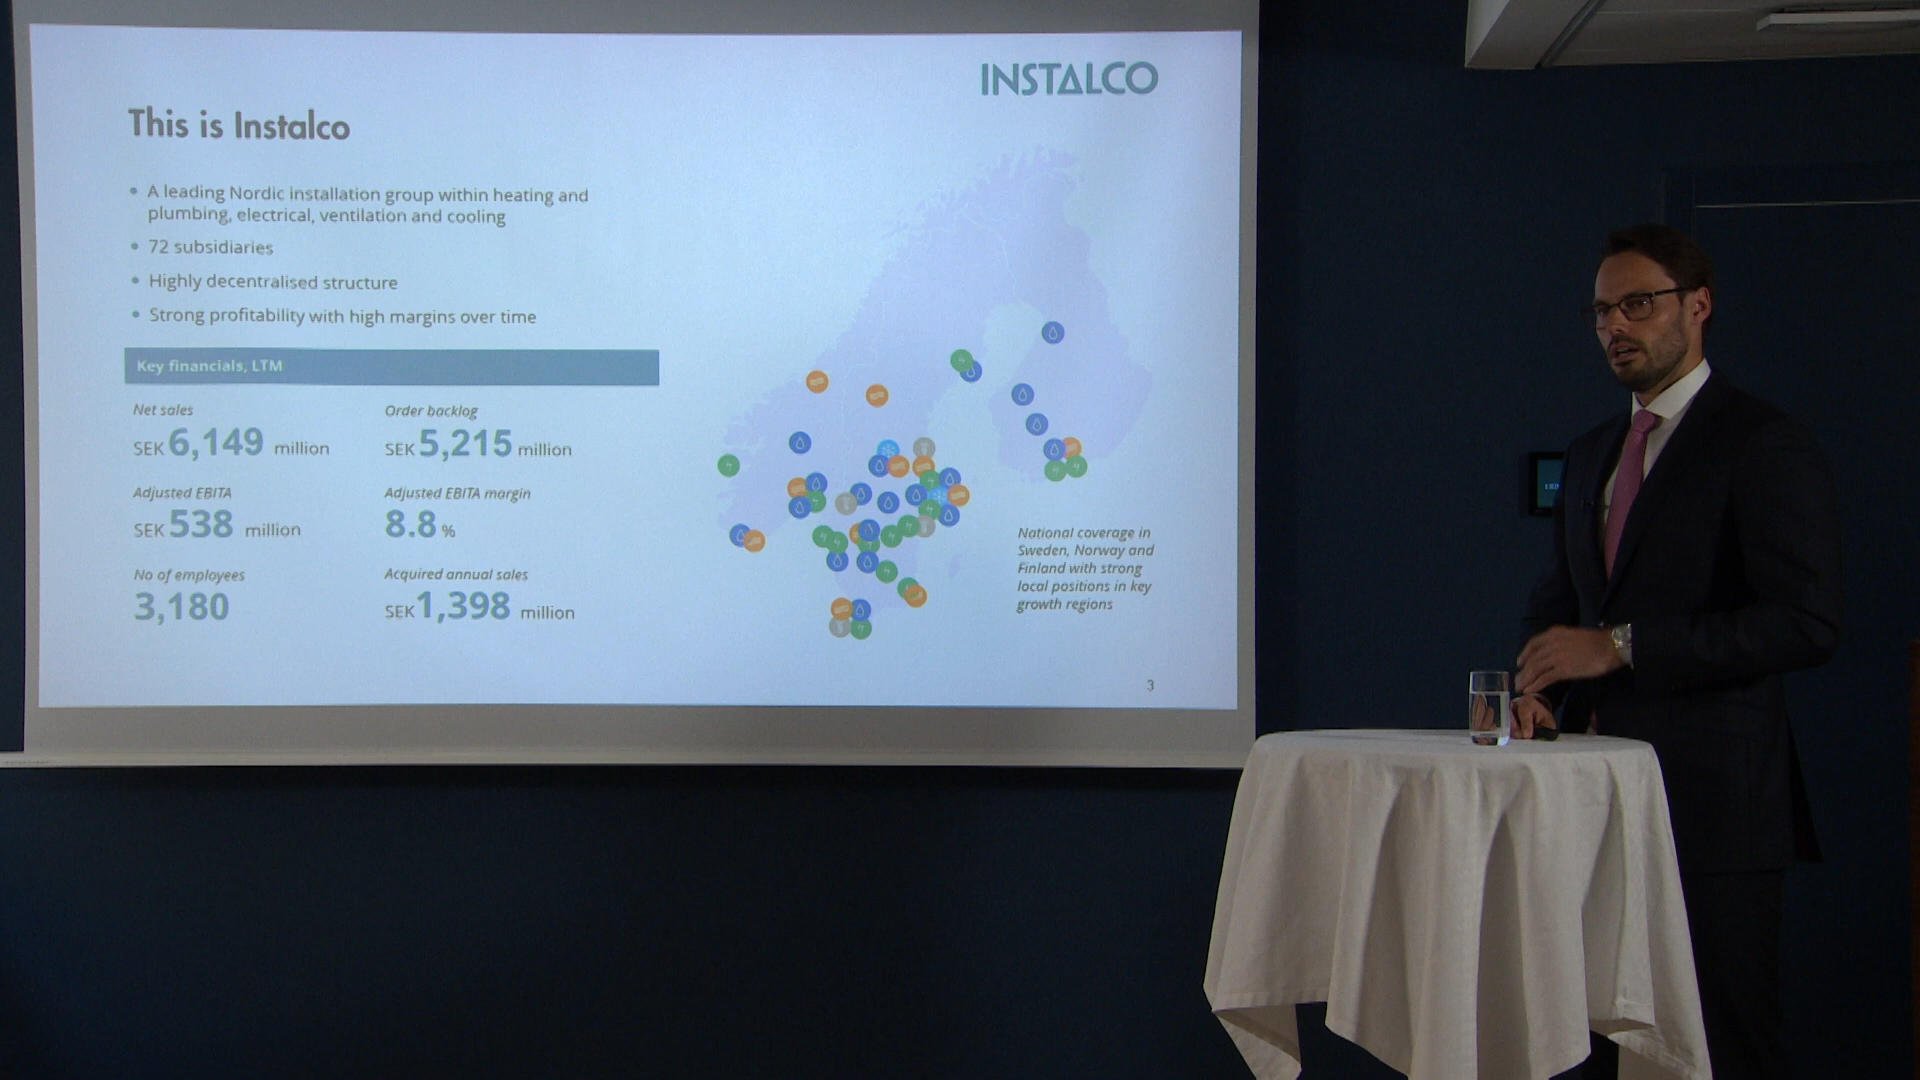 INSTALCO
This is Instalco
• A leading Nordic installation group within heating and
plumbing, electrical, ventilation and cooling
• 72 subsidiaries
• Highly decentralised structure
• Strong profitability with high margins over time
Key financials, LTM
Net sales
SEK 6,149 million
Order backlog
SEK 5,215 million
Adjusted EBITA
SEK 538 million
Adjusted EBITA margin
8.8 %
No of employees
3,180
Acquired annual sales
SEK 1,398 million
National coverage in
Sweden, Norway and
Finland with strong
local positions in key
growth regions
3